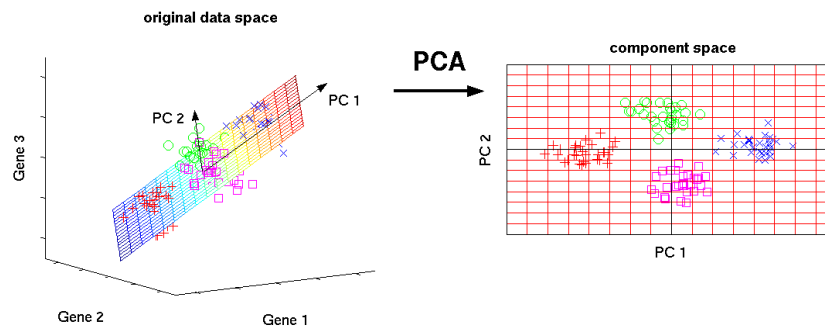 original data space
PC 1
PC 2
Gene 3
Gene 2
Gene 1
PCA
component space
PC 2
PC 1